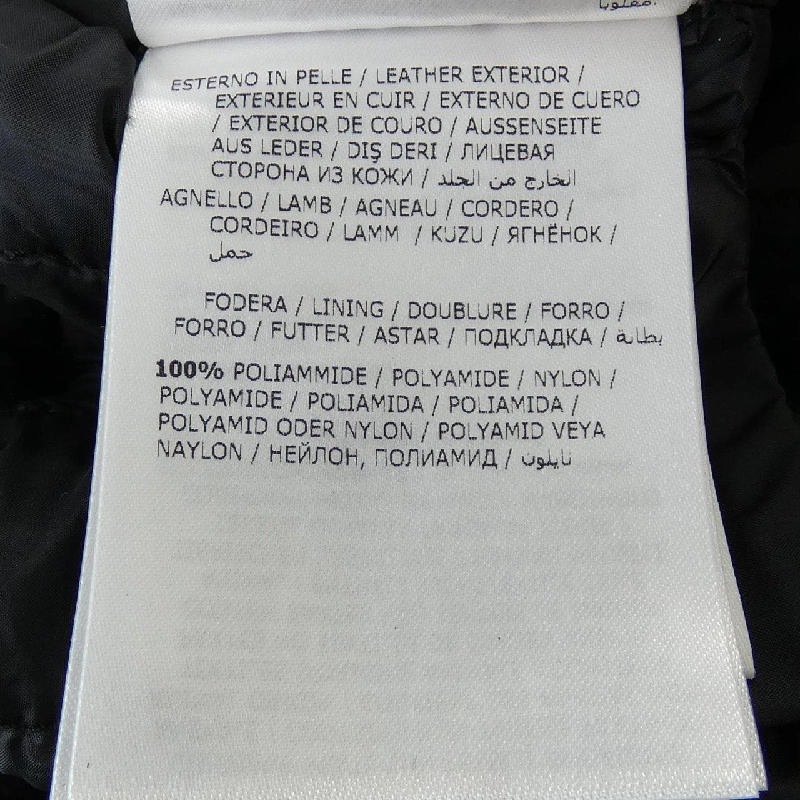 مقلوبا.
ESTERNO IN PELLE / LEATHER EXTERIOR /
EXTERIEUR EN CUIR / EXTERNO DE CUERO
/ EXTERIOR DE COURO / AUSSENSEITE
AUS LEDER / DIŞ DERI / ЛИЦЕВАЯ
СТОРОНА ИЗ КОЖИ / الخارج من الجلد
AGNELLO / LAMB / AGNEAU / CORDERO /
CORDEIRO / LAMM / KUZU / ЯГНЁНОК /
حمل
FODERA / LINING / DOUBLURE / FORRO /
FORRO / FUTTER / ASTAR / ПОДКЛАДКА / بطانة
100% POLIAMMIDE / POLYAMIDE / NYLON /
POLYAMIDE / POLIAMIDA / POLIAMIDA /
POLYAMID ODER NYLON / POLYAMID VEYA
NAYLON / НЕЙЛОН, ПОЛИАМИД / نايلون